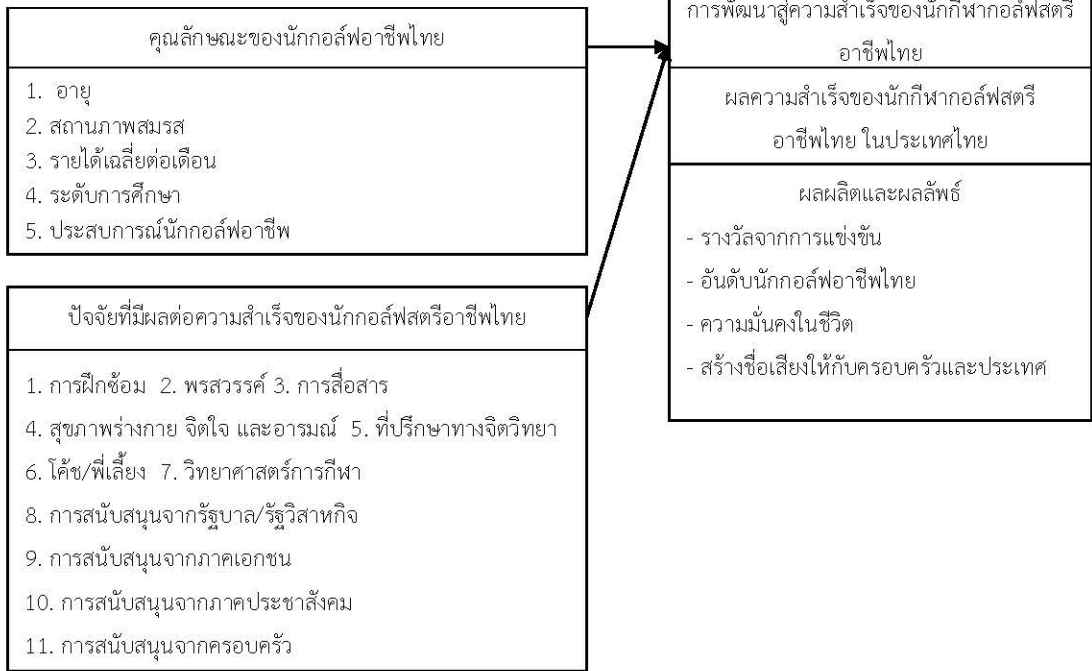 คุณลักษณะของนักกอล์ฟอาชีพไทย
1. อายุ
2. สถานภาพสมรส
3. รายได้เฉลี่ยต่อเดือน
4. ระดับการศึกษา
5. ประสบการณ์นักกอล์ฟอาชีพ
ปัจจัยที่มีผลต่อความสำเร็จของนักกอล์ฟสตรีอาชีพไทย
1. การฝึกซ้อม 2. พรสวรรค์ 3. การสื่อสาร
4. สุขภาพร่างกาย จิตใจ และอารมณ์ 5. ที่ปรึกษาทางจิตวิทยา
6. โค้ช/พี่เลี้ยง 7. วิทยาศาสตร์การกีฬา
8. การสนับสนุนจากรัฐบาล/รัฐวิสาหกิจ
9. การสนับสนุนจากภาคเอกชน
10. การสนับสนุนจากภาคประชาสังคม
11. การสนับสนุนจากครอบครัว
การพัฒนาสู่ความสำเร็จของนักกีฬากอล์ฟสตรี
อาชีพไทย
ผลความสำเร็จของนักกีฬากอล์ฟสตรี
อาชีพไทย ในประเทศไทย
ผลผลิตและผลลัพธ์
- รางวัลจากการแข่งขัน
- อันดับนักกอล์ฟอาชีพไทย
- ความมั่นคงในชีวิต
- สร้างชื่อเสียงให้กับครอบครัวและประเทศ